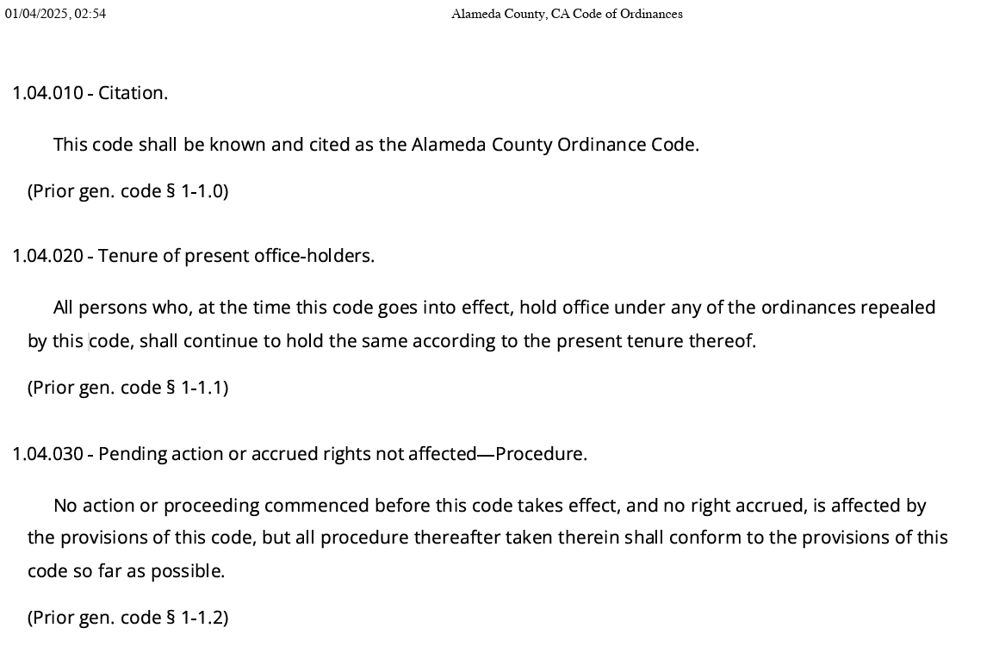 01/04/2025, 02:54
Alameda County, CA Code of Ordinances
1.04.010 - Citation.
This code shall be known and cited as the Alameda County Ordinance Code.
(Prior gen. code § 1-1.0)
1.04.020 - Tenure of present office-holders.
All persons who, at the time this code goes into effect, hold office under any of the ordinances repealed
by this code, shall continue to hold the same according to the present tenure thereof.
(Prior gen. code § 1-1.1)
1.04.030 - Pending action or accrued rights not affected—Procedure.
No action or proceeding commenced before this code takes effect, and no right accrued, is affected by
the provisions of this code, but all procedure thereafter taken therein shall conform to the provisions of this
code so far as possible.
(Prior gen. code § 1-1.2)